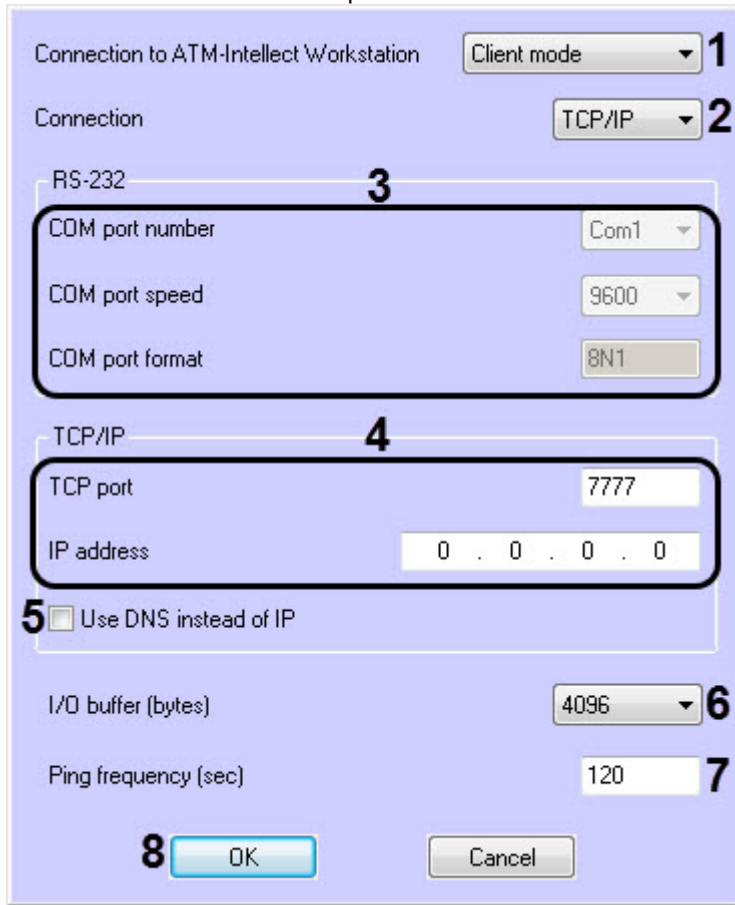 Connection to ATM-Intellect Workstation Client mode 1
Connection TCP/IP 2
RS-232
3
COM port number Com1
COM port speed 9600
COM port format 8N1
TCP/IP
4
TCP port 7777
IP address 0 . 0 . 0 . 0
5 Use DNS instead of IP
I/O buffer (bytes) 4096 6
Ping frequency (sec) 120 7
8 OK Cancel